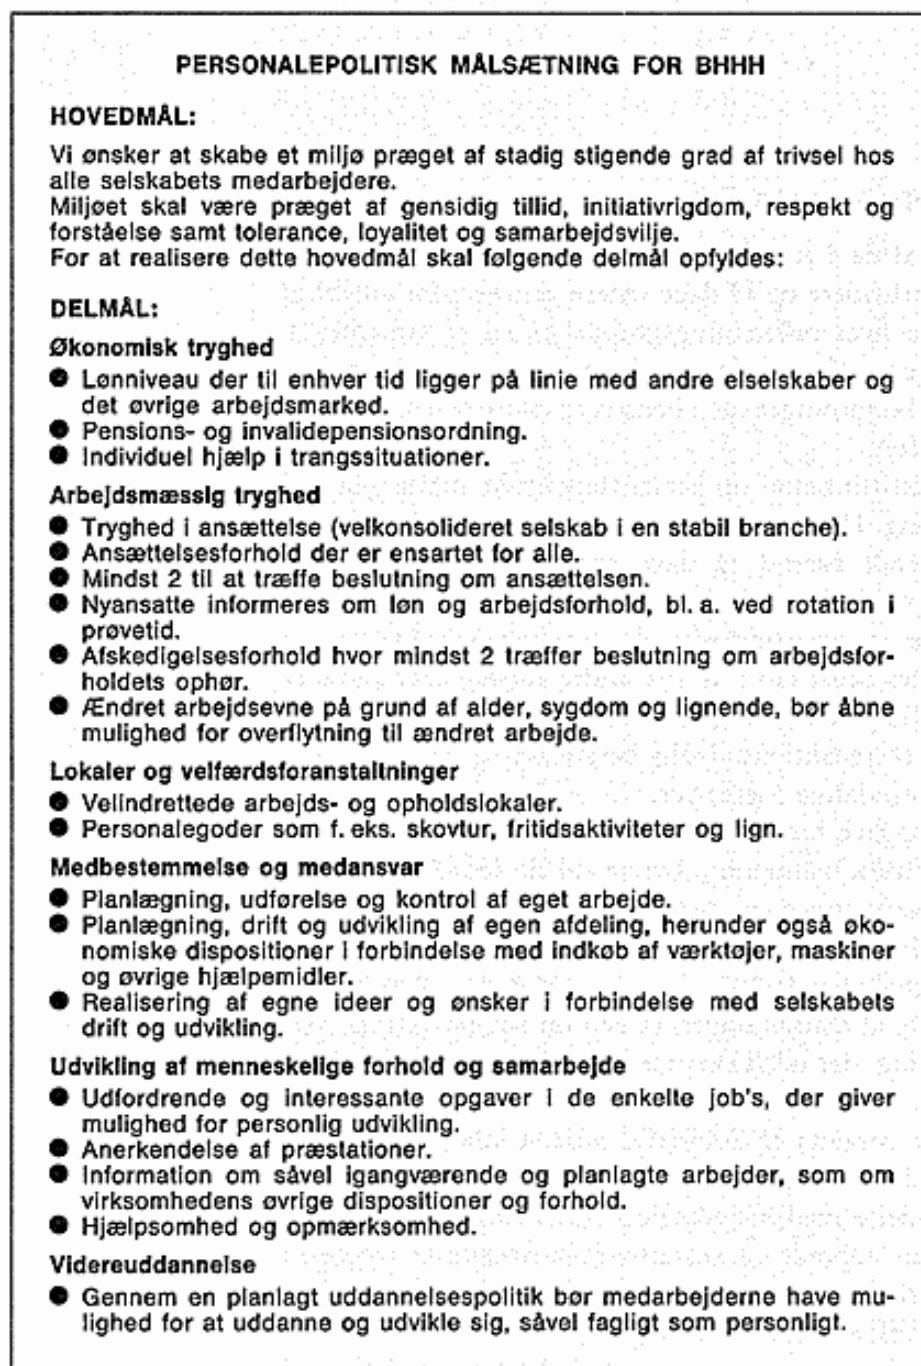 PERSONALEPOLITISK MÅLSÆTNING FOR BHHH
HOVEDMÅL:
Vi ønsker at skabe et miljø præget af stadig stigende grad af trivsel hos
alle selskabets medarbejdere.
Miljøet skal være præget af gensidig tillid, initiativrigdom, respekt og
forståelse samt tolerance, loyalitet og samarbejdsvilje.
For at realisere dette hovedmål skal følgende delmål opfyldes:
DELMÅL:
Økonomisk tryghed
● Lønniveau der til enhver tid ligger på linie med andre elselskaber og
det øvrige arbejdsmarked.
● Pensions- og invalidepensionsordning.
● Individuel hjælp i trangssituationer.
Arbejdsmæssig tryghed
● Tryghed i ansættelse (velkonsolideret selskab i en stabil branche).
● Ansættelsesforhold der er ensartet for alle.
● Mindst 2 til at træffe beslutning om ansættelsen.
● Nyansatte informeres om løn og arbejdsforhold, bl. a. ved rotation i
prøvetid.
● Afskedigelsesforhold hvor mindst 2 træffer beslutning om arbejdsfor-
holdets ophør.
● Ændret arbejdsevne på grund af alder, sygdom og lignende, bør åbne
mulighed for overflytning til ændret arbejde.
Lokaler og velfærdsforanstaltninger
● Velindrettede arbejds- og opholdslokaler.
● Personalegoder som f. eks. skovtur, fritidsaktiviteter og lign.
Medbestemmelse og medansvar
● Planlægning, udførelse og kontrol af eget arbejde.
● Planlægning, drift og udvikling af egen afdeling, herunder også øko-
nomiske dispositioner i forbindelse med indkøb af værktøjer, maskiner
og øvrige hjælpemidler.
● Realisering af egne ideer og ønsker i forbindelse med selskabets
drift og udvikling.
Udvikling af menneskelige forhold og samarbejde
● Udfordrende og interessante opgaver i de enkelte job's, der giver
mulighed for personlig udvikling.
● Anerkendelse af præstationer.
● Information om såvel igangværende og planlagte arbejder, som om
virksomhedens øvrige dispositioner og forhold.
● Hjælpsomhed og opmærksomhed.
Videreuddannelse
● Gennem en planlagt uddannelsespolitik bør medarbejderne have mu-
lighed for at uddanne og udvikle sig, såvel fagligt som personligt.